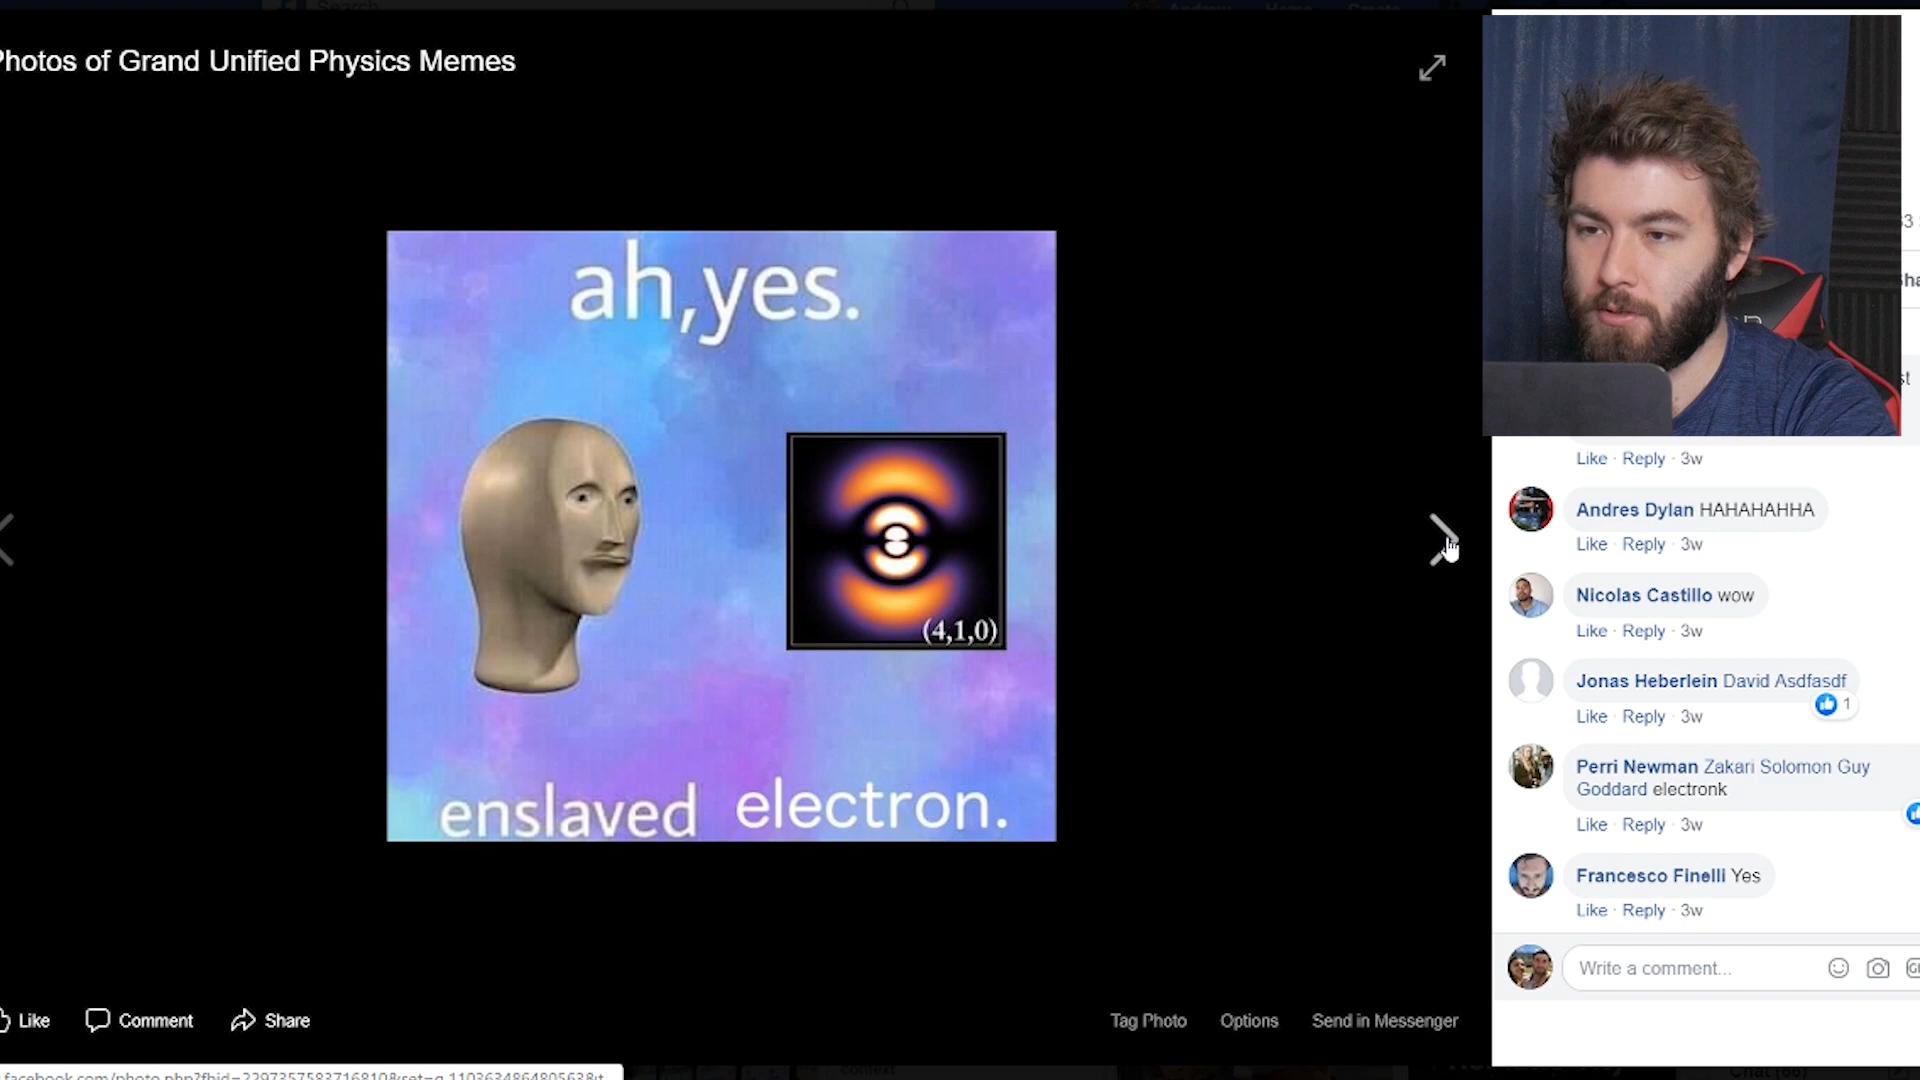 Search
Photos of Grand Unified Physics Memes
ah,yes.
(4,1,0)
enslaved electron.
Like · Reply · 3w
Andres Dylan HAHAHAHHA
Like · Reply · 3w
Nicolas Castillo wow
Like · Reply · 3w
Jonas Heberlein David Asdfasdf
1
Like · Reply · 3w
Perri Newman Zakari Solomon Guy
Goddard electronk
Like · Reply · 3w
Francesco Finelli Yes
Like · Reply · 3w
Write a comment...
Like Comment Share
Tag Photo Options Send in Messenger